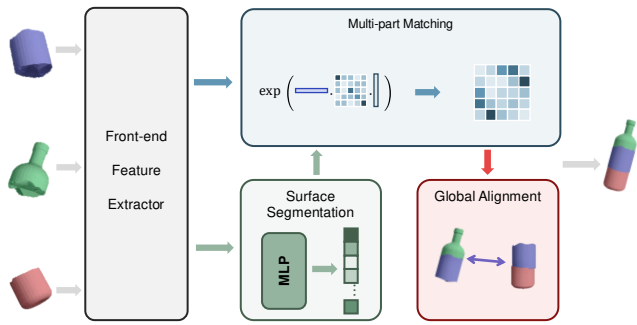 Multi-part Matching
exp ( · · )
Front-end
Feature
Extractor
Surface
Segmentation
MLP
Global Alignment